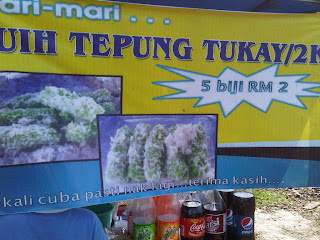 ari-mari . . .
UIH TEPUNG TUKAY/2K
5 biji RM 2
kali cuba pasti nak lagi....terima kasih....
Coca-Cola